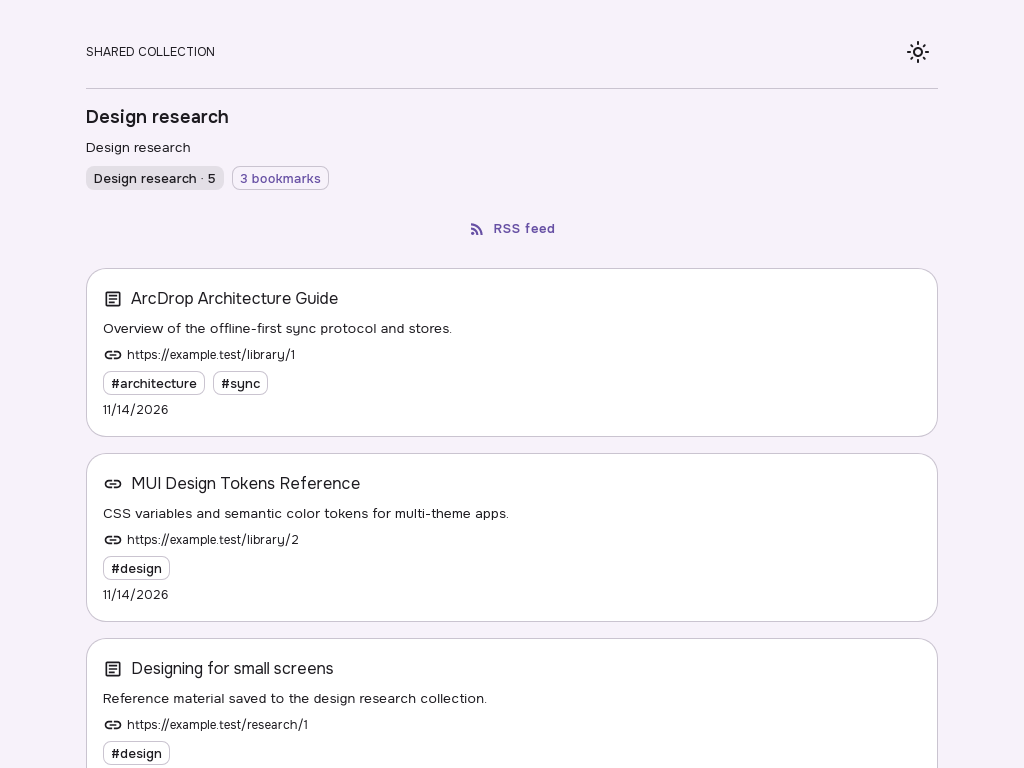 SHARED COLLECTION
Design research
Design research
Design research · 5 3 bookmarks
RSS feed
ArcDrop Architecture Guide
Overview of the offline-first sync protocol and stores.
https://example.test/library/1
#architecture #sync
11/14/2026
MUI Design Tokens Reference
CSS variables and semantic color tokens for multi-theme apps.
https://example.test/library/2
#design
11/14/2026
Designing for small screens
Reference material saved to the design research collection.
https://example.test/research/1
#design